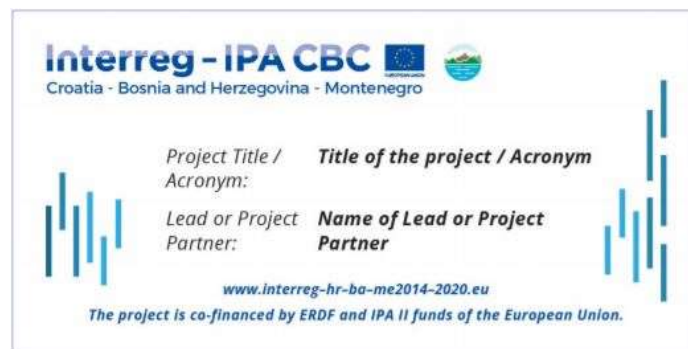 Interreg - IPA CBC
EUROPEAN UNION
Croatia - Bosnia and Herzegovina - Montenegro
Project Title / Title of the project / Acronym
Acronym:
Lead or Project Name of Lead or Project
Partner: Partner
www.interreg-hr-ba-me2014-2020.eu
The project is co-financed by ERDF and IPA II funds of the European Union.